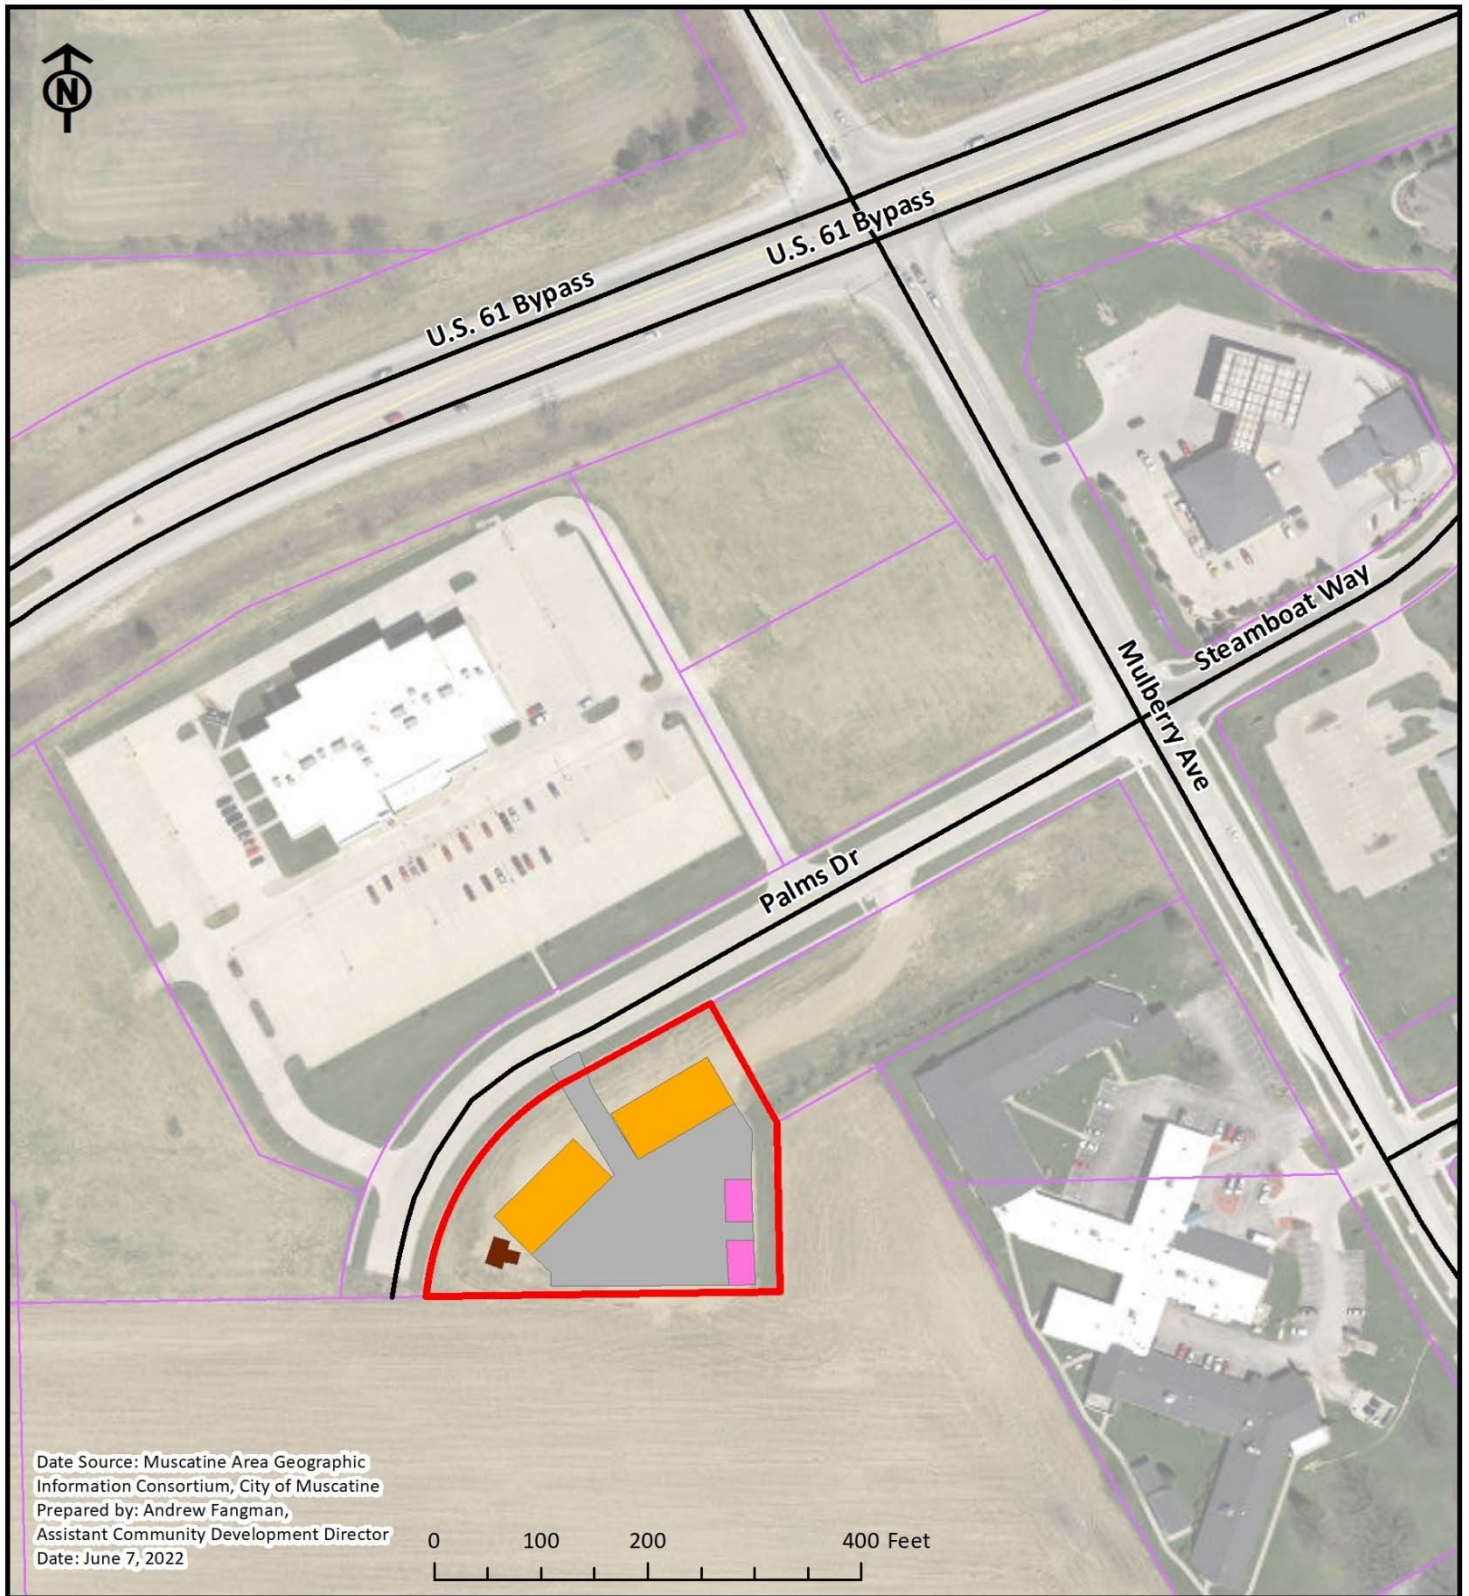 N
U.S. 61 Bypass
U.S. 61 Bypass
Steamboat Way
Mulberry Ave
Palms Dr
Date Source: Muscatine Area Geographic
Information Consortium, City of Muscatine
Prepared by: Andrew Fangman,
Assistant Community Development Director
Date: June 7, 2022
0 100 200 400 Feet